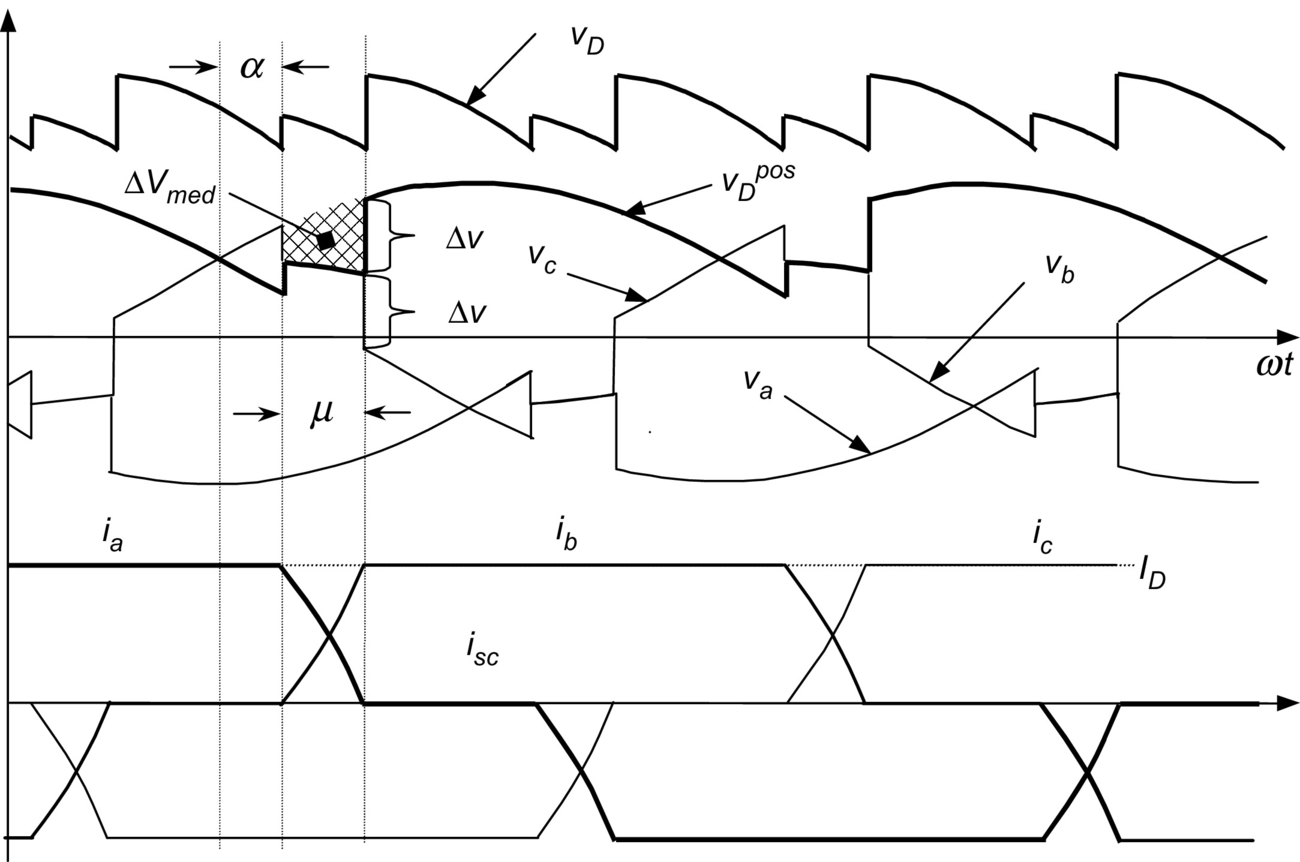 v_D
α
ΔV_med
v_D^pos
Δv
v_c
v_b
Δv
ωt
v_a
μ
i_a
i_b
i_c
I_D
i_sc